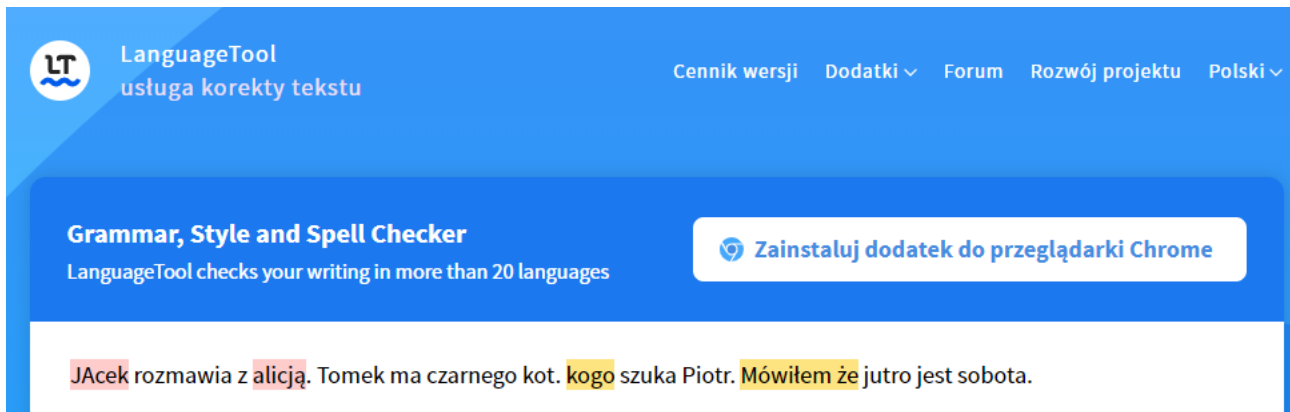 LT
LanguageTool
usługa korekty tekstu
Cennik wersji Dodatki Forum Rozwój projektu Polski
Grammar, Style and Spell Checker
LanguageTool checks your writing in more than 20 languages
Zainstaluj dodatek do przeglądarki Chrome
JAcek rozmawia z alicją. Tomek ma czarnego kot. kogo szuka Piotr. Mówiłem że jutro jest sobota.